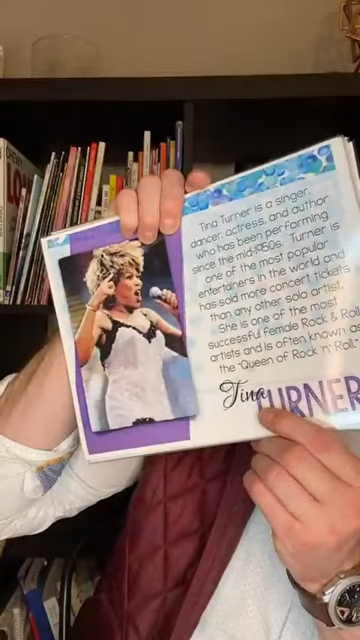 Tina Turner is a singer,
dancer, actress, and author
who has been performing
since the mid-1950s. Turner is
one of the most popular
entertainers in the world and
has sold more concert tickets
than any other solo artist.
She is one of the most
successful Female Rock & Roll
artists and is often known as
the "Queen of Rock 'n' Roll."
Tina
TURNER